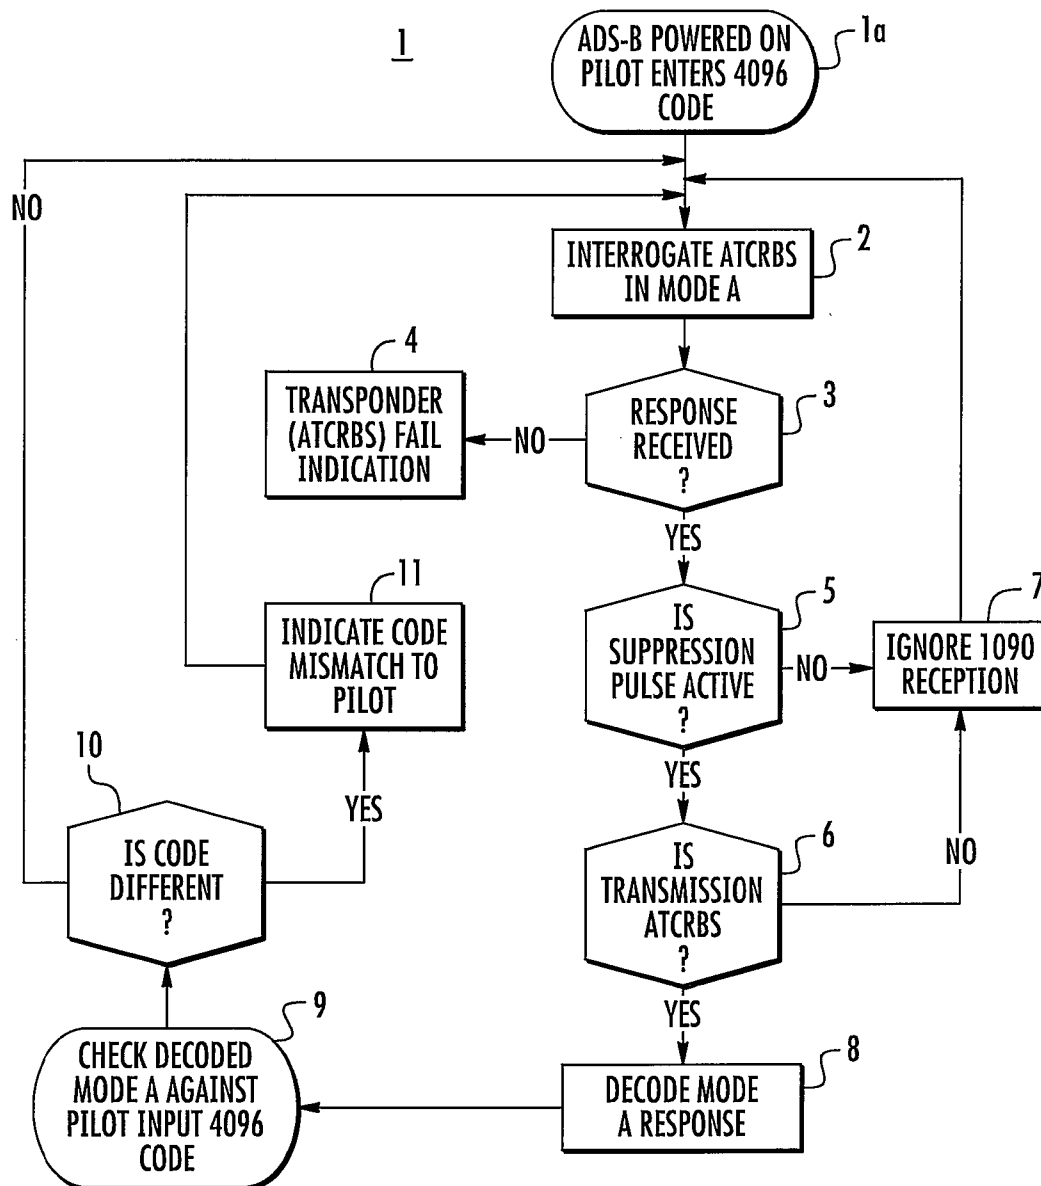 1
ADS-B POWERED ON
PILOT ENTERS 4096
CODE
1a
NO
INTERROGATE ATCRBS
IN MODE A
2
4
TRANSPONDER
(ATCRBS) FAIL
INDICATION
NO
RESPONSE
RECEIVED
?
3
YES
11
INDICATE CODE
MISMATCH TO
PILOT
IS
SUPPRESSION
PULSE ACTIVE
?
5
NO
7
IGNORE 1090
RECEPTION
YES
10
IS CODE
DIFFERENT
?
YES
IS
TRANSMISSION
ATCRBS
?
6
NO
YES
9
CHECK DECODED
MODE A AGAINST
PILOT INPUT 4096
CODE
DECODE MODE
A RESPONSE
8